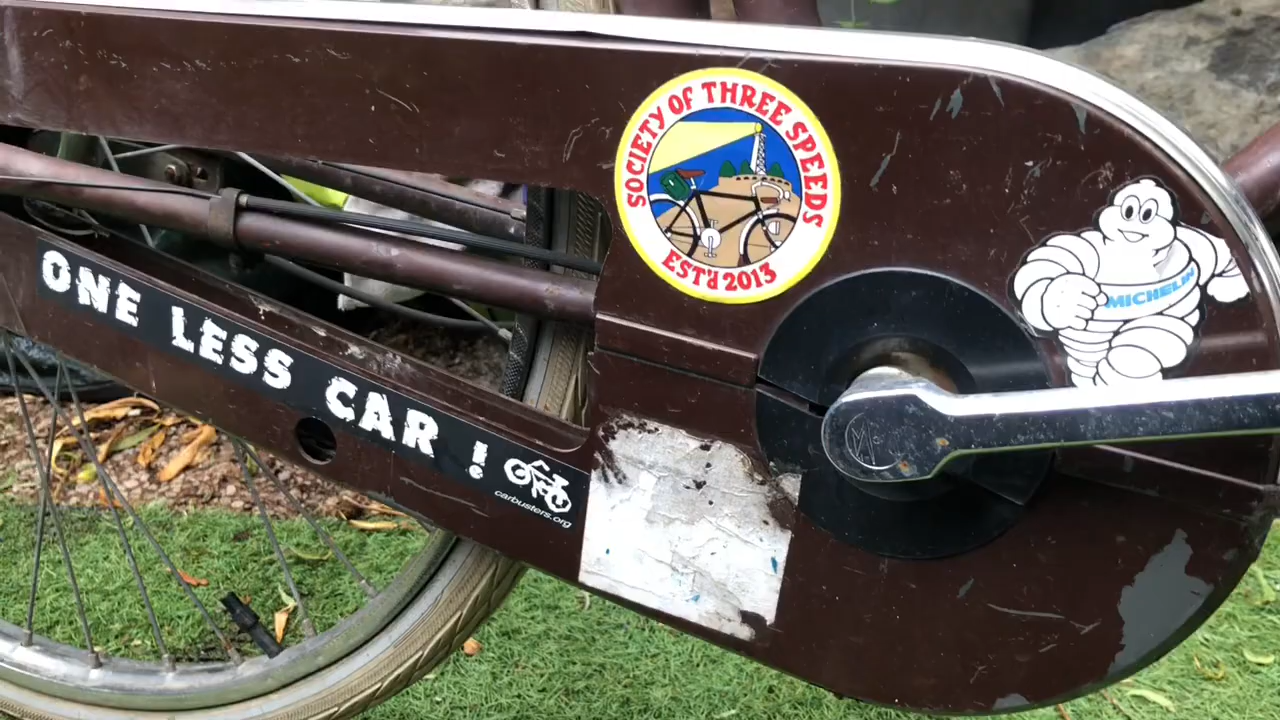 SOCIETY OF THREE SPEEDS
EST'd 2013
MICHELIN
ONE LESS CAR !
carbusters.org